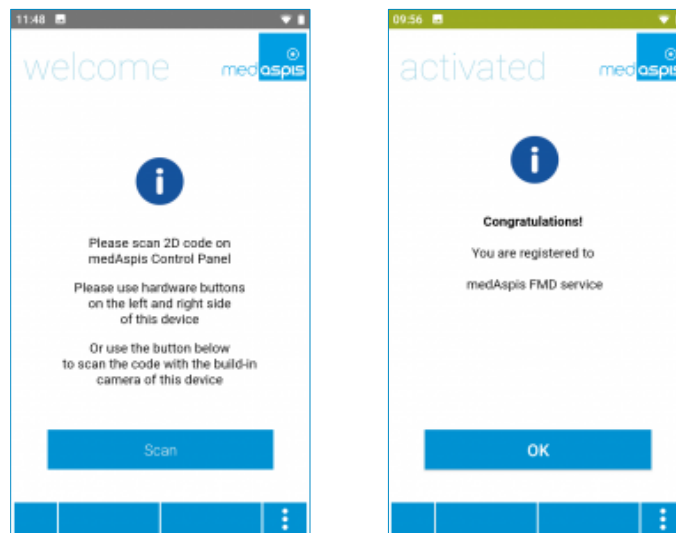 11:48
welcome
medaspis
Please scan 2D code on
medAspis Control Panel
Please use hardware buttons
on the left and right side
of this device
Or use the button below
to scan the code with the build-in
camera of this device
Scan
09:56
activated
medaspis
Congratulations!
You are registered to
medAspis FMD service
OK